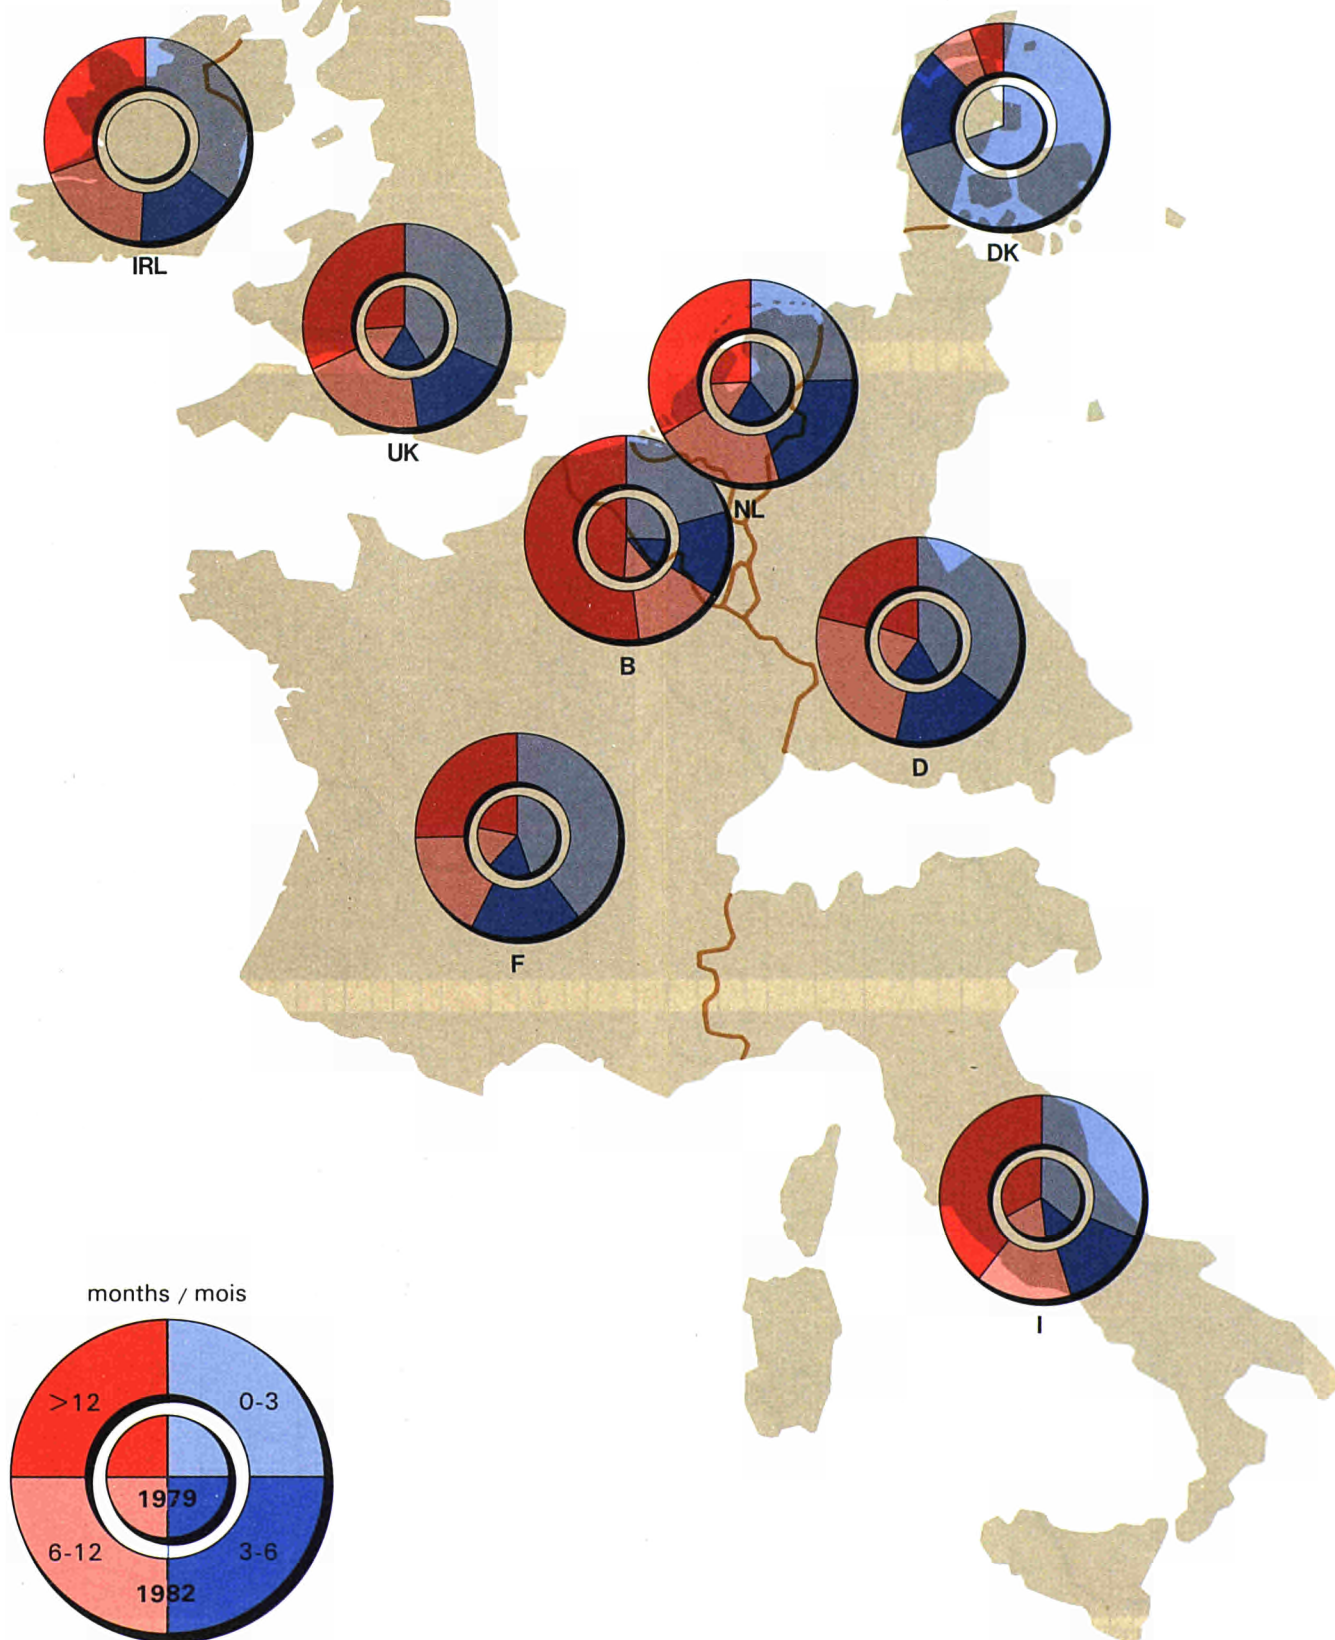 IRL
DK
UK
NL
B
D
F
I
months / mois
>12
0-3
1979
6-12
3-6
1982